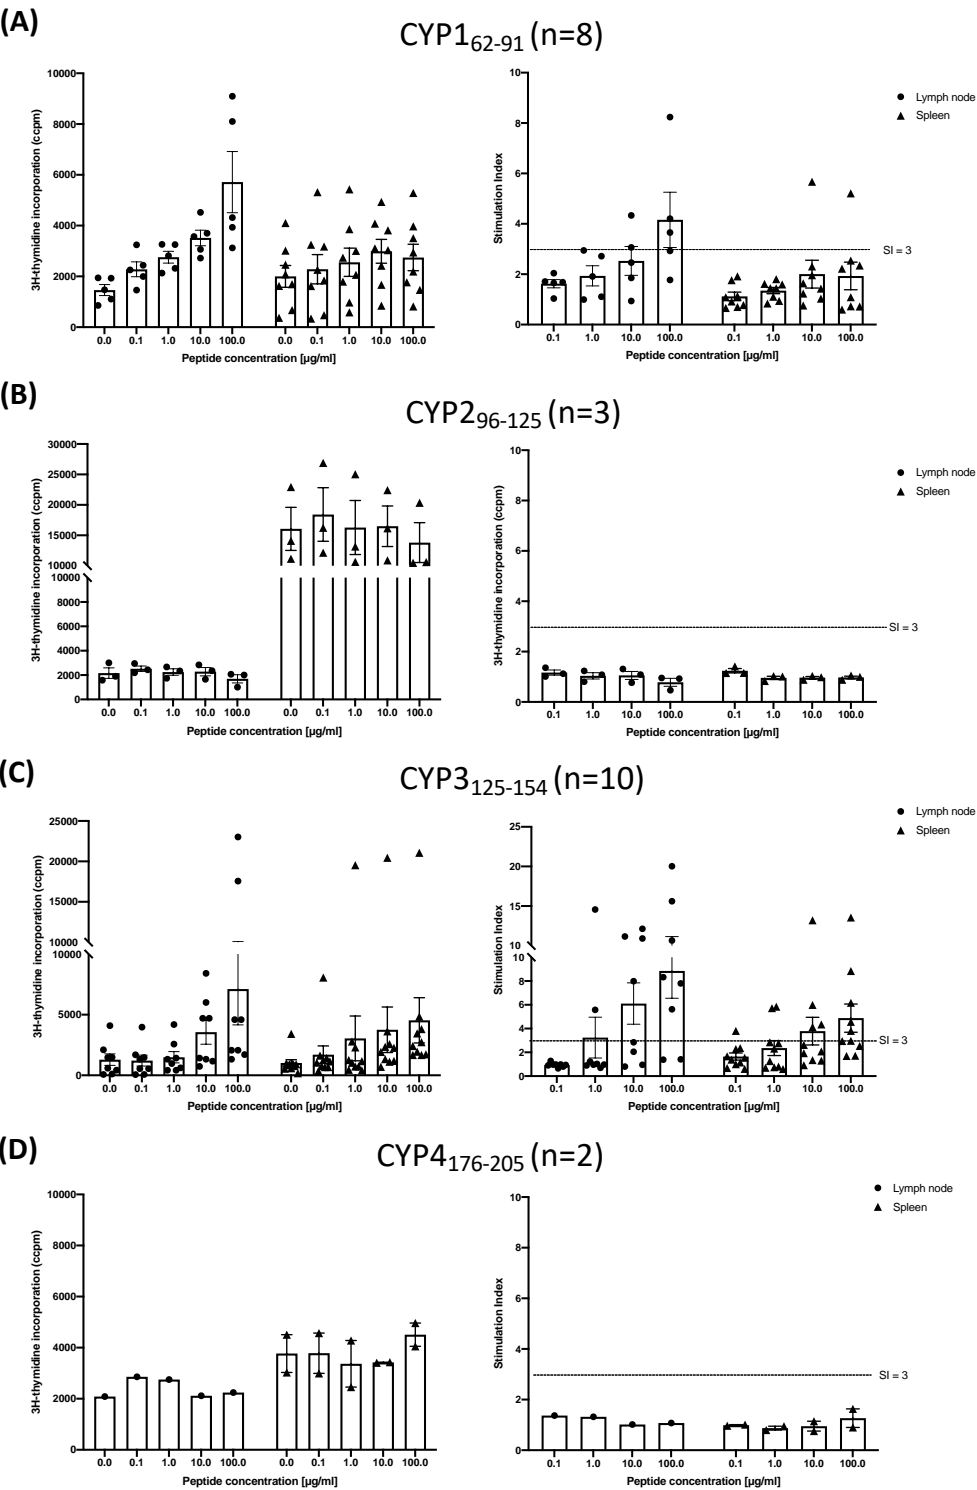 (A)
CYP1₆₂₋₉₁ (n=8)
3H-thymidine incorporation (ccpm)
10000
8000
6000
4000
2000
0
0.0 0.1 1.0 10.0 100.0 0.0 0.1 1.0 10.0 100.0
Peptide concentration [µg/ml]
Stimulation Index
10
8
6
4
2
0
0.1 1.0 10.0 100.0 0.1 1.0 10.0 100.0
Peptide concentration [µg/ml]
SI = 3
Lymph node
Spleen
(B)
CYP2₉₆₋₁₂₅ (n=3)
3H-thymidine incorporation (ccpm)
30000
25000
20000
15000
10000
10000
8000
6000
4000
2000
0
0.0 0.1 1.0 10.0 100.0 0.0 0.1 1.0 10.0 100.0
Peptide concentration [µg/ml]
3H-thymidine incorporation (ccpm)
10
8
6
4
2
0
0.1 1.0 10.0 100.0 0.1 1.0 10.0 100.0
Peptide concentration [µg/ml]
SI = 3
Lymph node
Spleen
(C)
CYP3₁₂₅₋₁₅₄ (n=10)
3H-thymidine incorporation (ccpm)
25000
20000
15000
10000
10000
5000
0
0.0 0.1 1.0 10.0 100.0 0.0 0.1 1.0 10.0 100.0
Peptide concentration [µg/ml]
Stimulation Index
25
20
15
10
10
8
6
4
2
0
0.1 1.0 10.0 100.0 0.1 1.0 10.0 100.0
Peptide concentration [µg/ml]
SI = 3
Lymph node
Spleen
(D)
CYP4₁₇₆₋₂₀₅ (n=2)
3H-thymidine incorporation (ccpm)
10000
8000
6000
4000
2000
0
0.0 0.1 1.0 10.0 100.0 0.0 0.1 1.0 10.0 100.0
Peptide concentration [µg/ml]
Stimulation Index
10
8
6
4
2
0
0.1 1.0 10.0 100.0 0.1 1.0 10.0 100.0
Peptide concentration [µg/ml]
SI = 3
Lymph node
Spleen